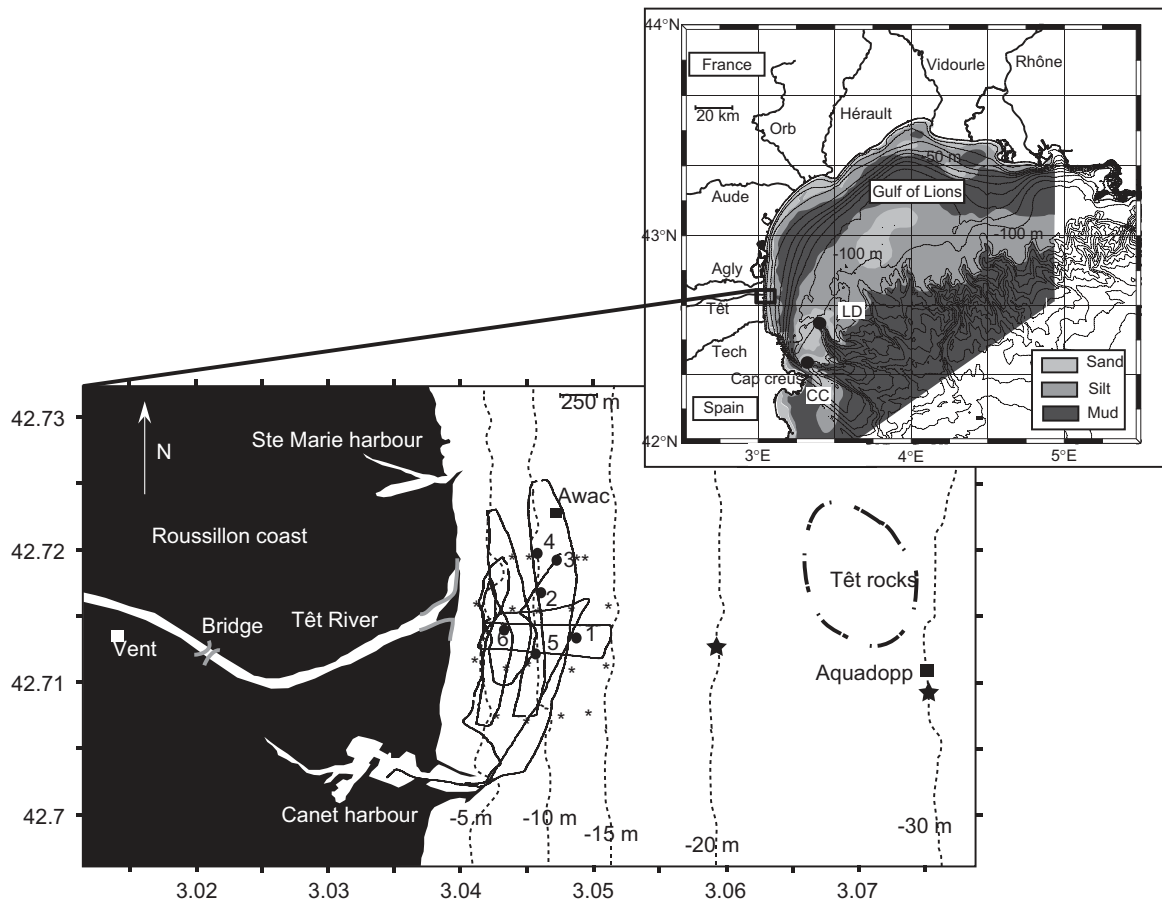 44°N
France
Vidourle
Rhône
20 km
Hérault
Orb
-50 m
Aude
Gulf of Lions
43°N
-100 m
-100 m
Agly
Têt
LD
Tech
Sand
Cap creus
Silt
CC
Mud
Spain
42°N
3°E
4°E
5°E
42.73
250 m
Ste Marie harbour
N
Awac
Roussillon coast
42.72
4
3
Têt rocks
2
Têt River
Bridge
1
6
5
Vent
Aquadopp
42.71
42.7
Canet harbour
-5 m
-10 m
-15 m
-20 m
-30 m
3.02
3.03
3.04
3.05
3.06
3.07